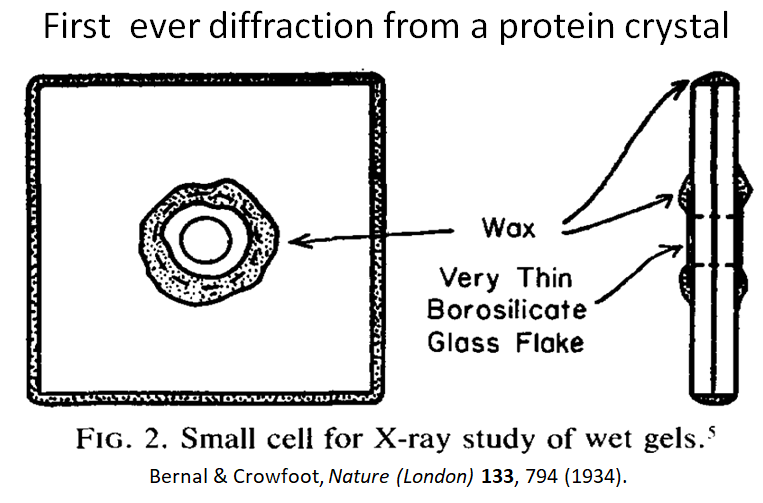 First ever diffraction from a protein crystal
Wax
Very Thin
Borosilicate
Glass Flake
FIG. 2. Small cell for X-ray study of wet gels.⁵
Bernal & Crowfoot, Nature (London) 133, 794 (1934).